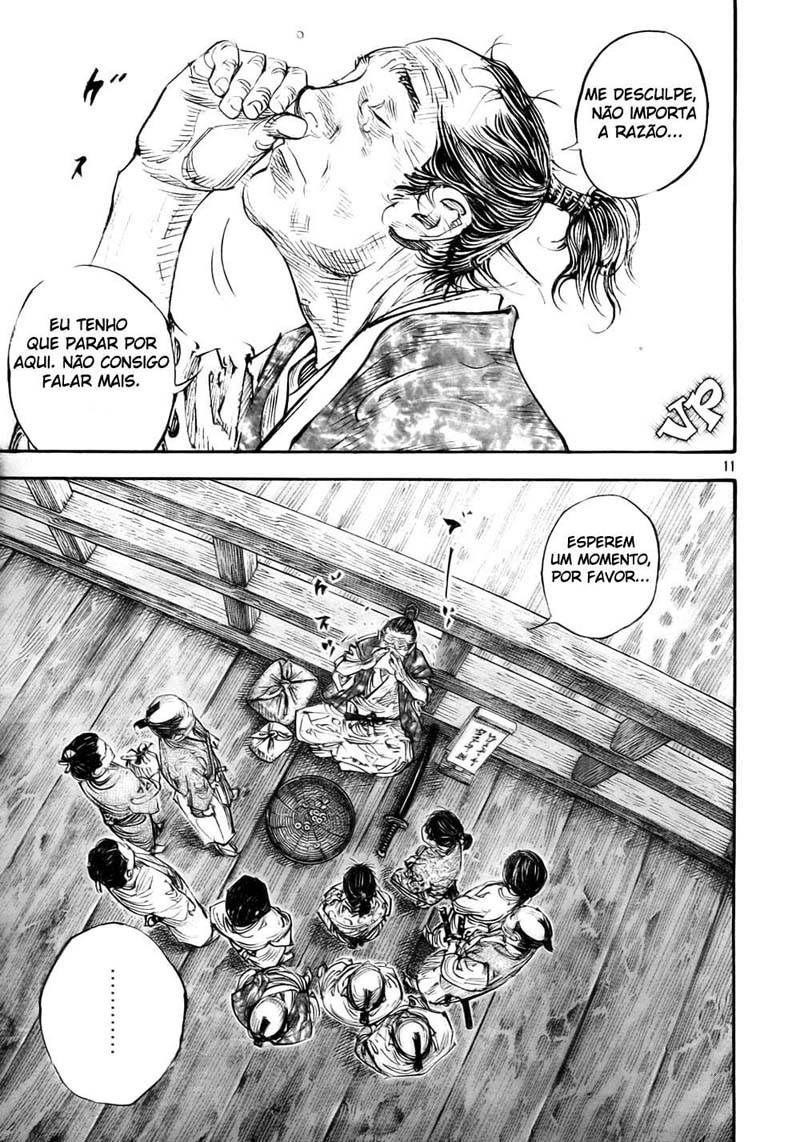 ME DESCULPE,
NÃO IMPORTA
A RAZÃO...
EU TENHO
QUE PARAR POR
AQUI. NÃO CONSIGO
FALAR MAIS.
VP
11
ESPEREM
UM MOMENTO,
POR FAVOR...
..........